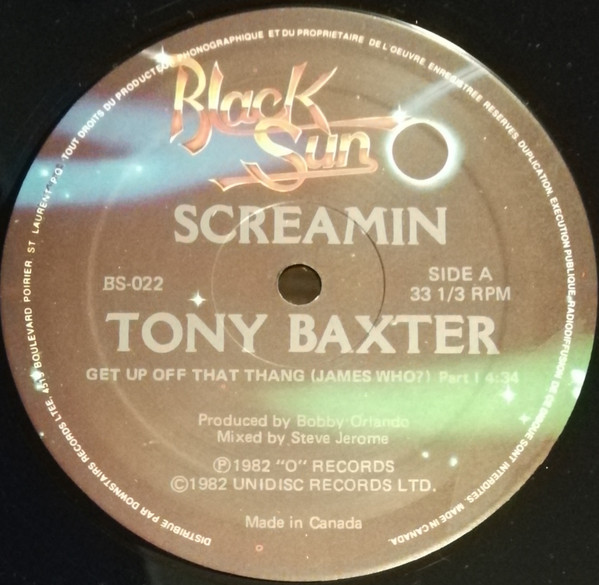 TOUT DROITS DU PRODUCTEUR PHONOGRAPHIQUE ET DU PROPRIETAIRE DE L'OEUVRE ENREGISTREE RESERVES. DUPLICATION, EXECUTION PUBLIQUE, RADIODIFFUSION DE CE DISQUE SONT INTERDITES. MADE IN CANADA.
Black
Sun
SCREAMIN
BS-022
SIDE A
33 1/3 RPM
TONY BAXTER
GET UP OFF THAT THANG (JAMES WHO?) Part I 4:34
Produced by Bobby Orlando
Mixed by Steve Jerome
Ⓟ1982 "O" RECORDS
©1982 UNIDISC RECORDS LTD.
Made in Canada
DISTRIBUE PAR DOWNSTAIRS RECORDS LTEE, BOULEVARD POIRIER, ST LAURENT, P.Q.